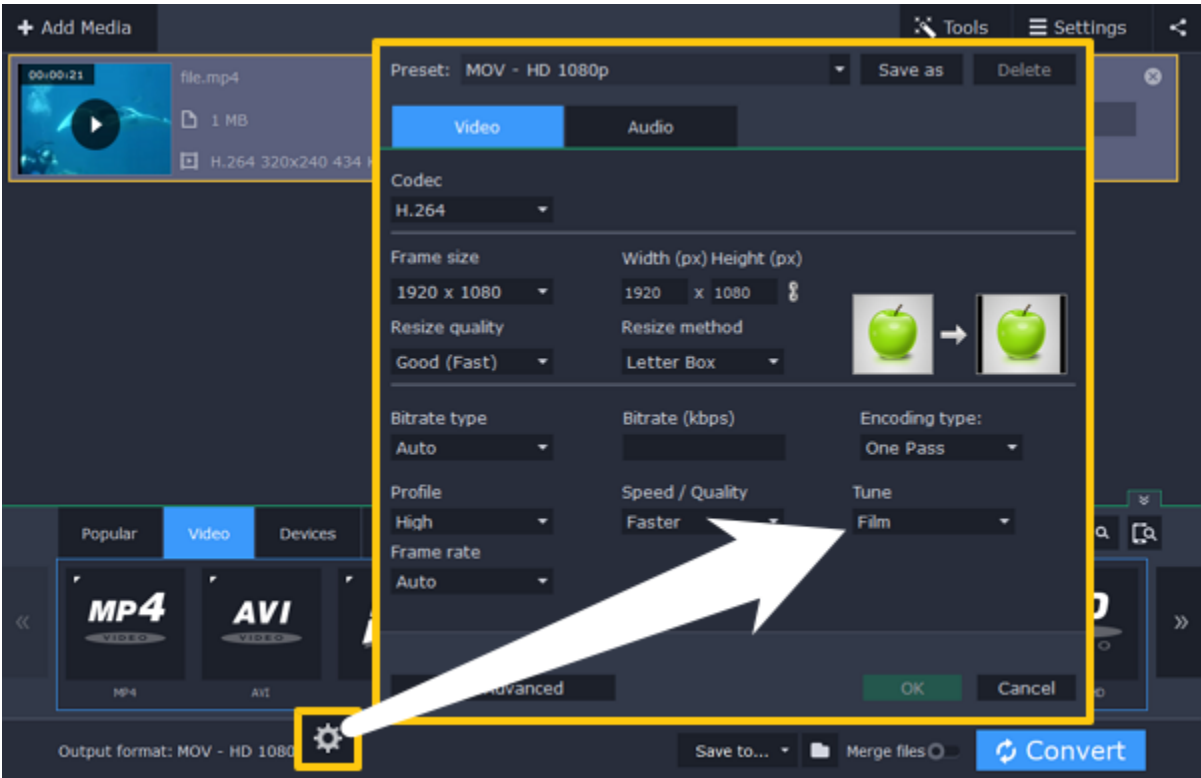 Add Media
Tools
Settings
00:00:21
file.mp4
1 MB
H.264 320x240 434
Preset: MOV - HD 1080p
Save as
Delete
Video
Audio
Codec
H.264
Frame size
Width (px) Height (px)
1920 x 1080
1920 x 1080
Resize quality
Resize method
Good (Fast)
Letter Box
Bitrate type
Bitrate (kbps)
Encoding type:
Auto
One Pass
Profile
Speed / Quality
Tune
High
Faster
Film
Frame rate
Auto
Popular
Video
Devices
MP4
VIDEO
MP4
AVI
VIDEO
AVI
OK
Cancel
Output format: MOV - HD 1080
Save to...
Merge files
Convert